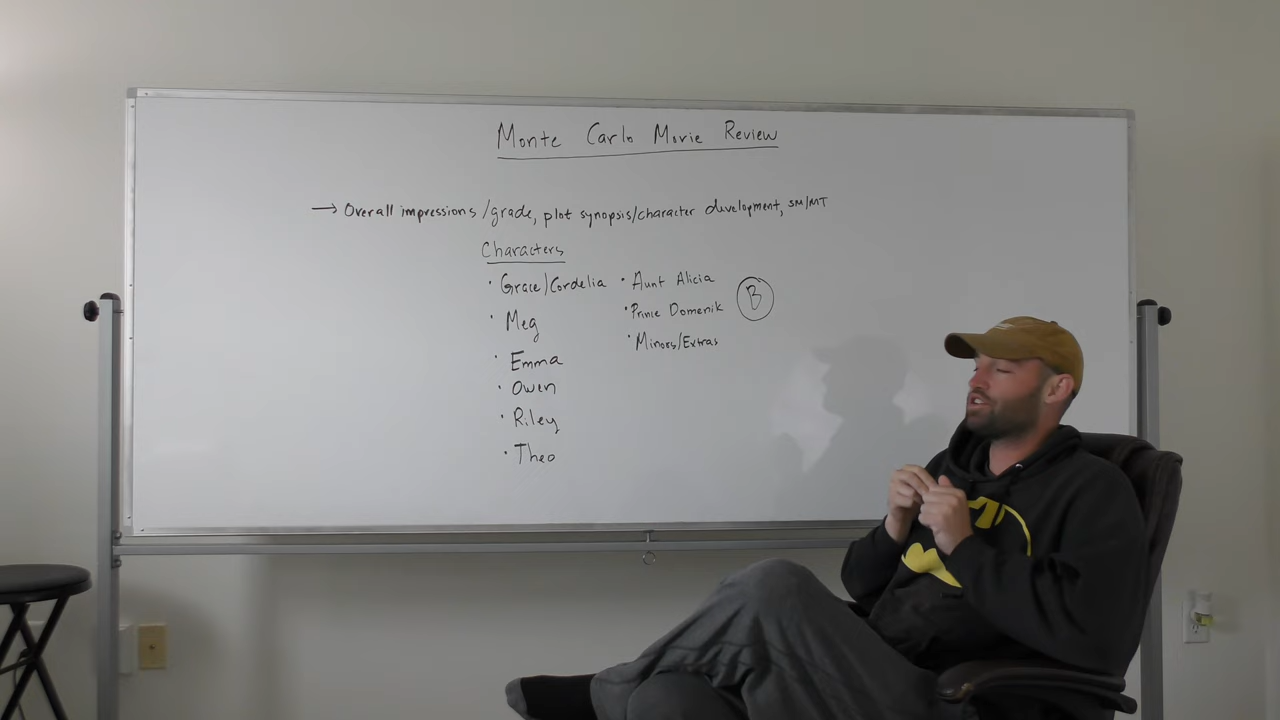 Monte Carlo Movie Review
→ Overall impressions/grade, plot synopsis/character development, SM/MT
Characters
• Grace/Cordelia
• Meg
• Emma
• Owen
• Riley
• Theo
• Aunt Alicia
• Prince Domenik
• Minors/Extras
B